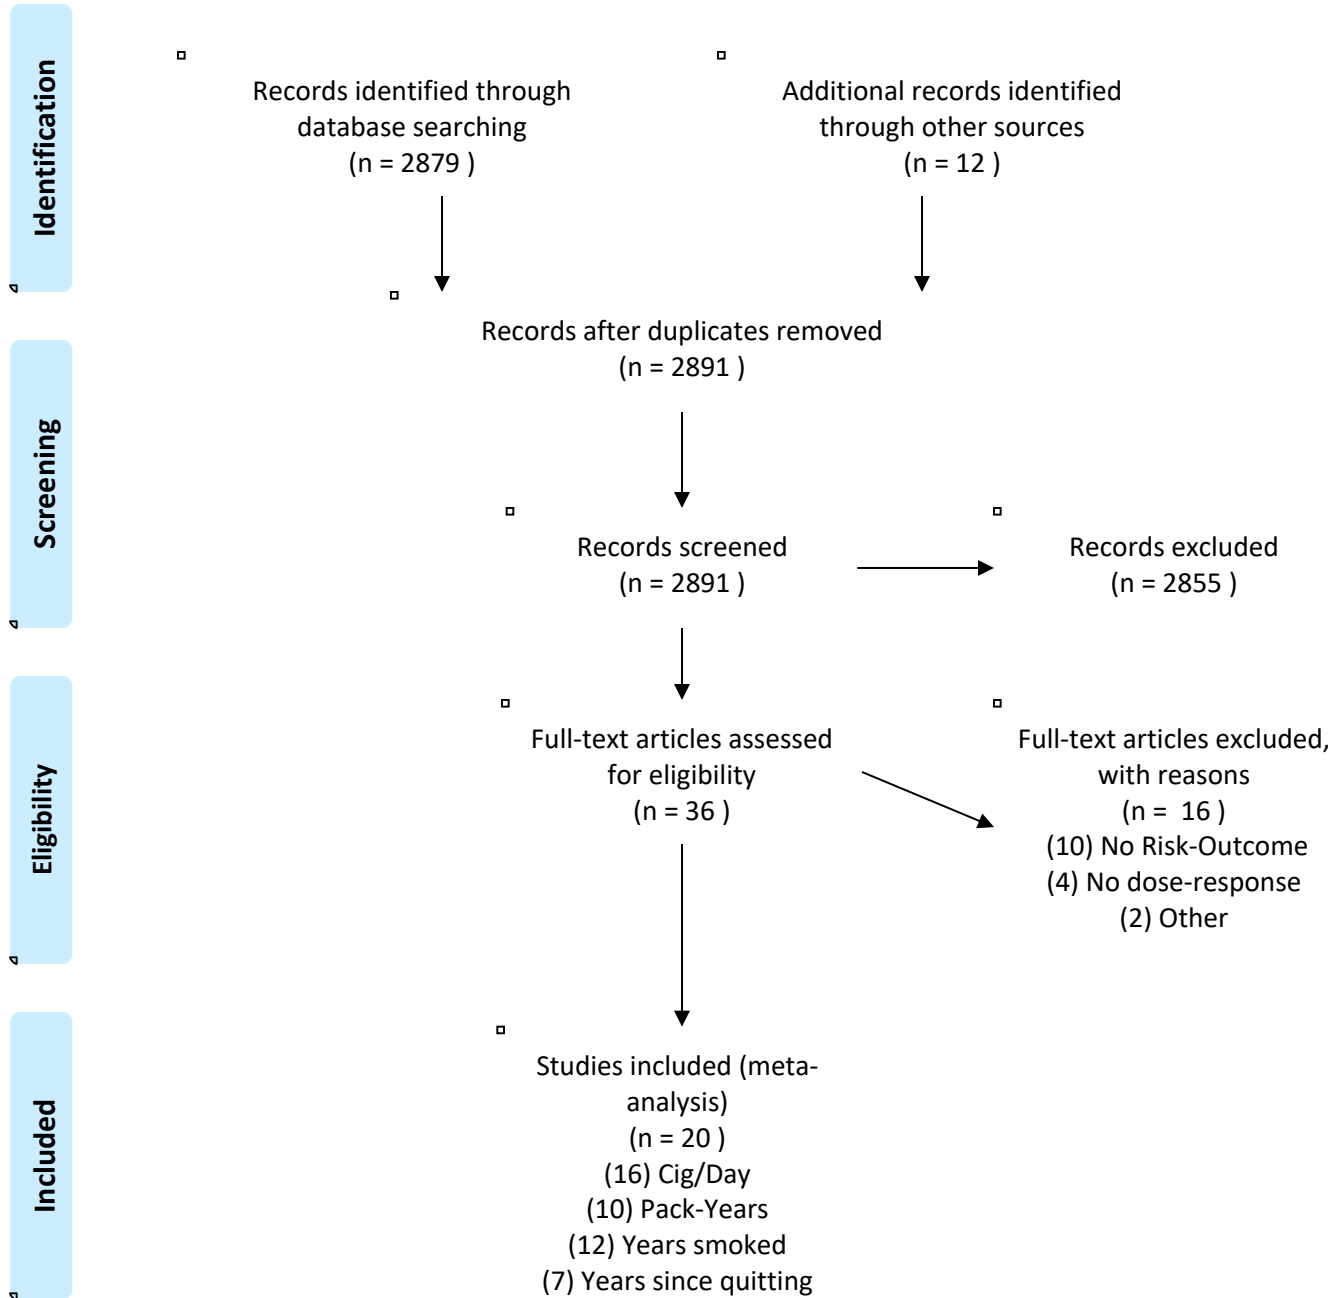 Identification
Records identified through
database searching
(n = 2879 )
Additional records identified
through other sources
(n = 12 )
Records after duplicates removed
(n = 2891 )
Screening
Records screened
(n = 2891 )
Records excluded
(n = 2855 )
Eligibility
Full-text articles assessed
for eligibility
(n = 36 )
Full-text articles excluded,
with reasons
(n =  16 )
(10) No Risk-Outcome
(4) No dose-response
(2) Other
Included
Studies included (meta-
analysis)
(n = 20 )
(16) Cig/Day
(10) Pack-Years
(12) Years smoked
(7) Years since quitting